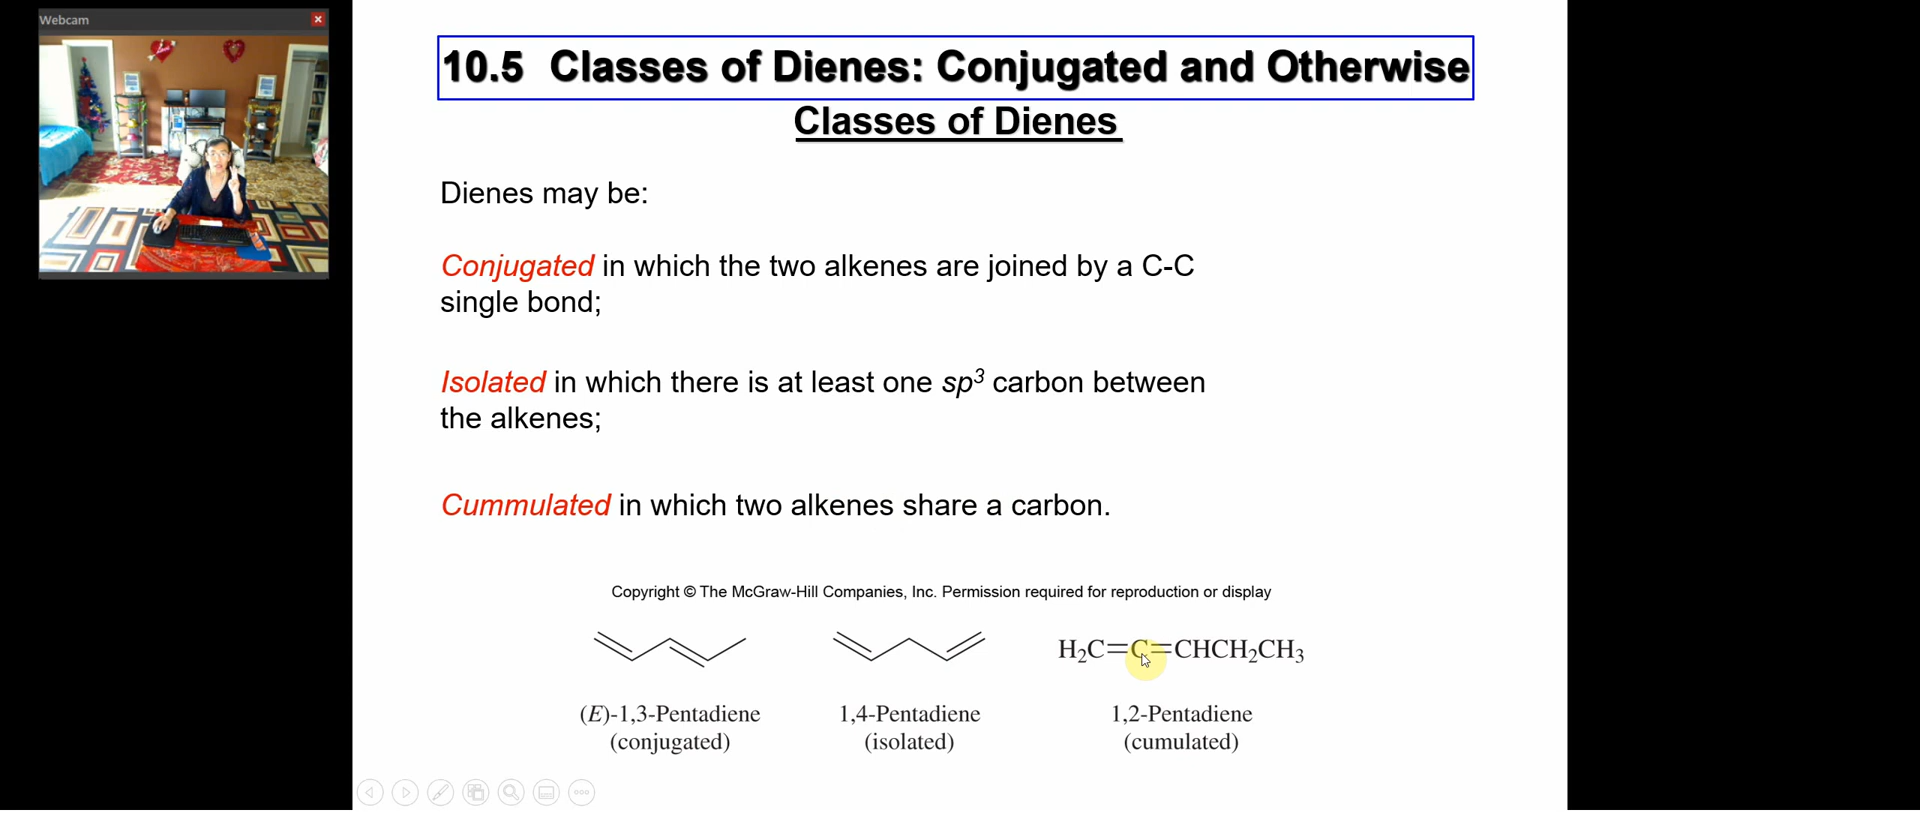 Webcam
10.5 Classes of Dienes: Conjugated and Otherwise
Classes of Dienes
Dienes may be:
Conjugated in which the two alkenes are joined by a C-C
single bond;
Isolated in which there is at least one sp³ carbon between
the alkenes;
Cummulated in which two alkenes share a carbon.
Copyright © The McGraw-Hill Companies, Inc. Permission required for reproduction or display
H₂C=C=CHCH₂CH₃
(E)-1,3-Pentadiene
(conjugated)
1,4-Pentadiene
(isolated)
1,2-Pentadiene
(cumulated)